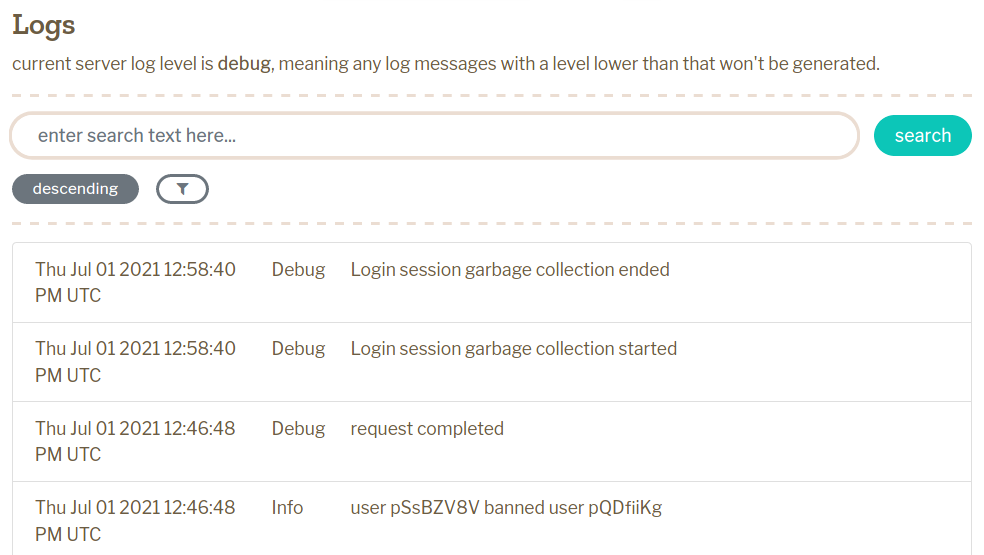 Logs
current server log level is debug, meaning any log messages with a level lower than that won't be generated.
enter search text here...
search
descending
Thu Jul 01 2021 12:58:40 PM UTC Debug Login session garbage collection ended
Thu Jul 01 2021 12:58:40 PM UTC Debug Login session garbage collection started
Thu Jul 01 2021 12:46:48 PM UTC Debug request completed
Thu Jul 01 2021 12:46:48 PM UTC Info user pSsBZV8V banned user pQDfiiKg